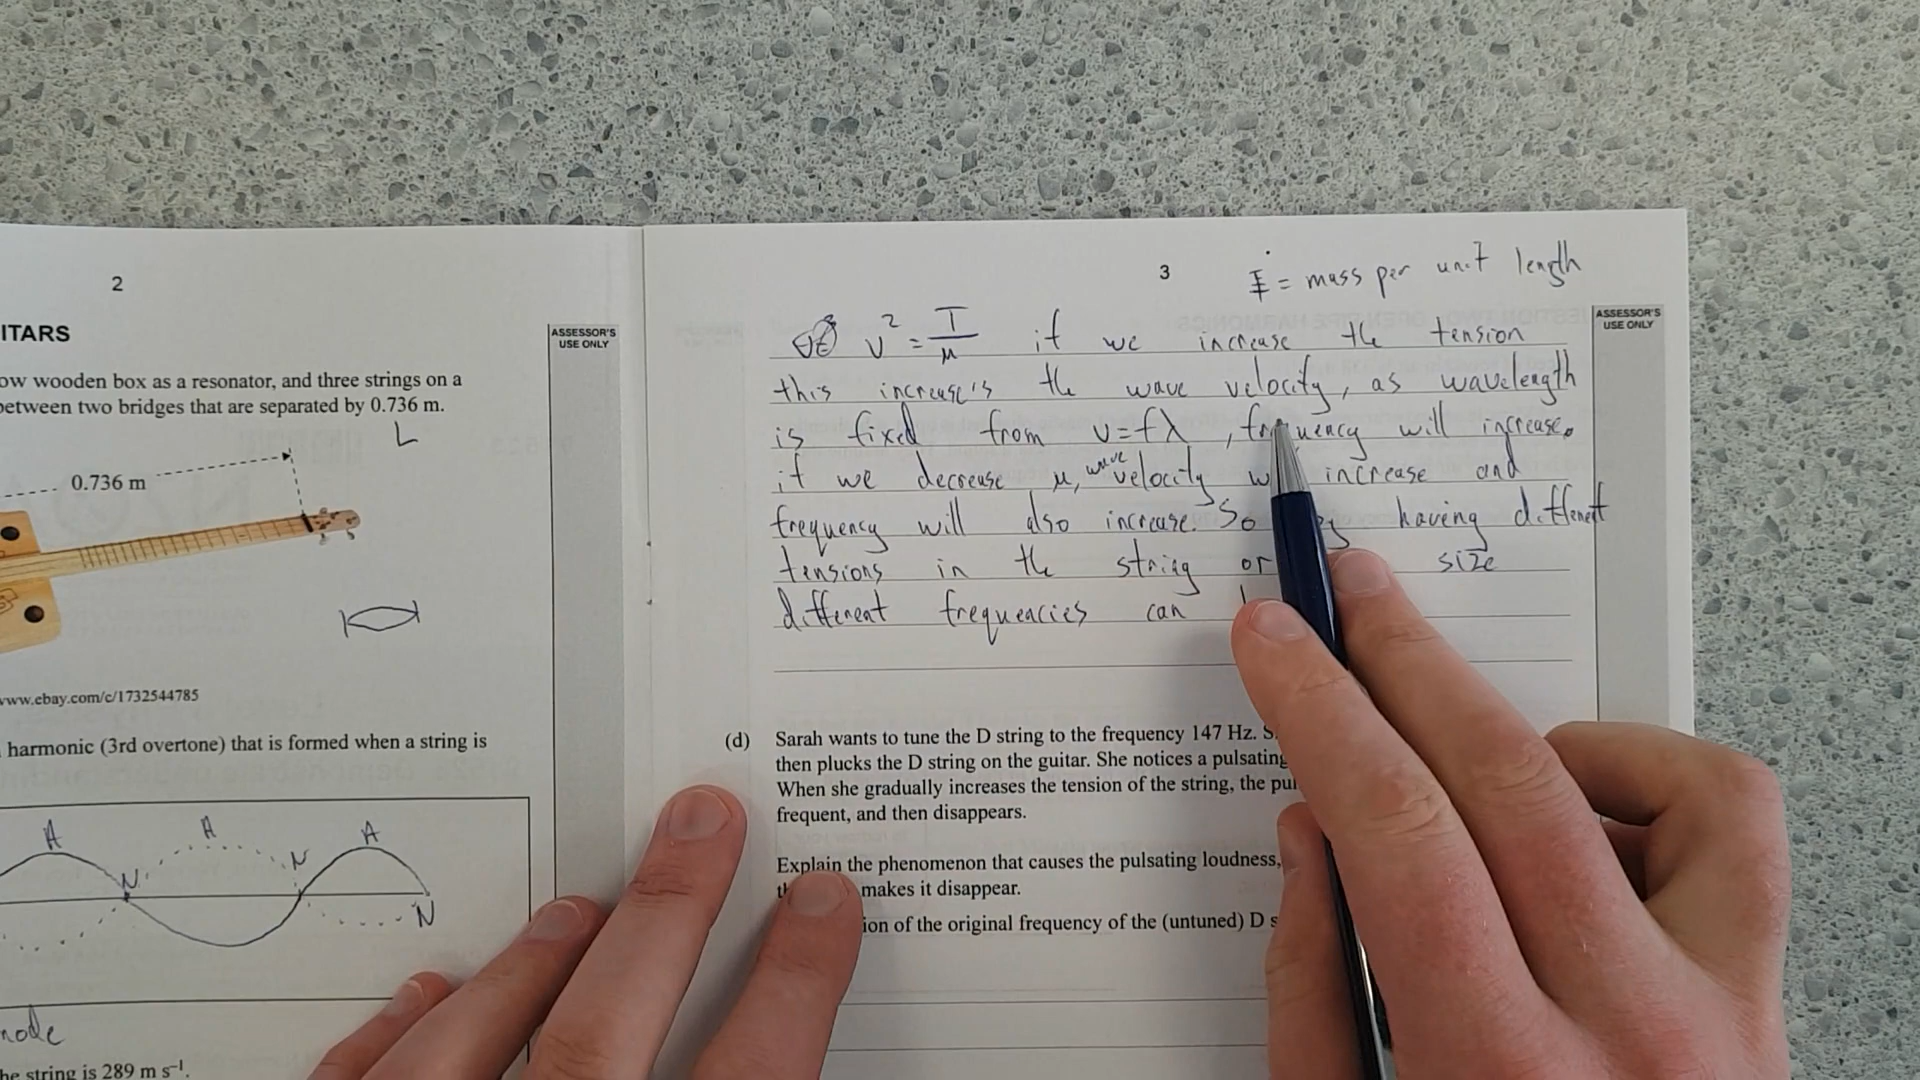 2
ITARS
ASSESSOR'S
USE ONLY
ow wooden box as a resonator, and three strings on a
between two bridges that are separated by 0.736 m.
L
0.736 m
www.ebay.com/c/1732544785
harmonic (3rd overtone) that is formed when a string is
A A A
N N
N
node
he string is 289 m s⁻¹.
3
= mass per unit length
ASSESSOR'S
USE ONLY
v² = T/μ if we increase the tension
this increase's the wave velocity, as wavelength
is fixed from v=fλ, frequency will increase.
if we decrease μ, wave velocity increase and
frequency will also increase. So having different
tensions in the string or size
different frequencies can
(d) Sarah wants to tune the D string to the frequency 147 Hz. S
then plucks the D string on the guitar. She notices a pulsating
When she gradually increases the tension of the string, the pul
frequent, and then disappears.
Explain the phenomenon that causes the pulsating loudness,
makes it disappear.
ion of the original frequency of the (untuned) D s